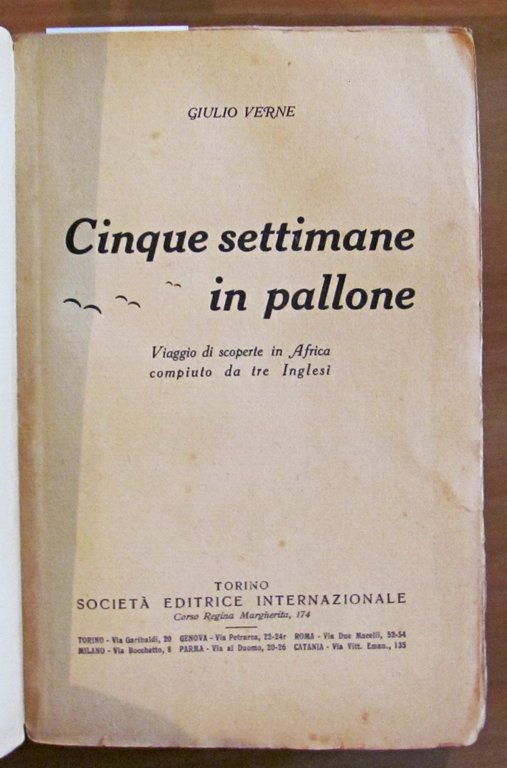 GIULIO VERNE
Cinque settimane
in pallone
Viaggio di scoperte in Africa
compiuto da tre Inglesi
TORINO
SOCIETÀ EDITRICE INTERNAZIONALE
Corso Regina Margherita, 174
TORINO - Via Garibaldi, 20 GENOVA - Via Petrarca, 22-24r ROMA - Via Due Macelli, 52-54
MILANO - Via Bocchetto, 8 PARMA - Via al Duomo, 20-26 CATANIA - Via Vitt. Eman., 135